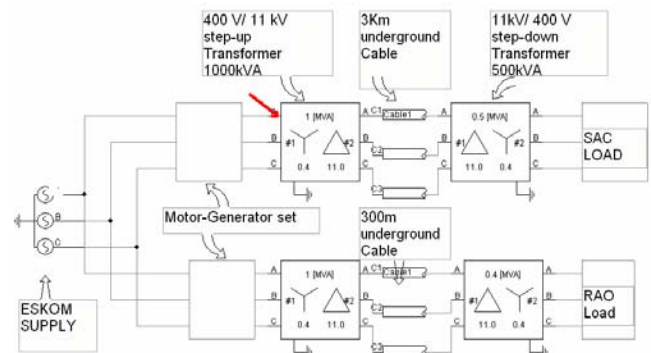 400 V/ 11 kV
step-up
Transformer
1000kVA
3Km
underground
Cable
11kV/ 400 V
step-down
Transformer
500kVA
1 [MVA]
#1 #2
0.4 11.0
A
B
C
C1 Cable1
C2
C3
A
B
C
0.5 [MVA]
#1 #2
11.0 0.4
A
B
C
SAC
LOAD
B
C
Motor-Generator set
300m
underground
Cable
ESKOM
SUPPLY
A
B
C
1 [MVA]
#1 #2
0.4 11.0
A
B
C
C1 Cable1
C2
C3
A
B
C
0.4 [MVA]
#1 #2
11.0 0.4
A
B
C
RAO
Load